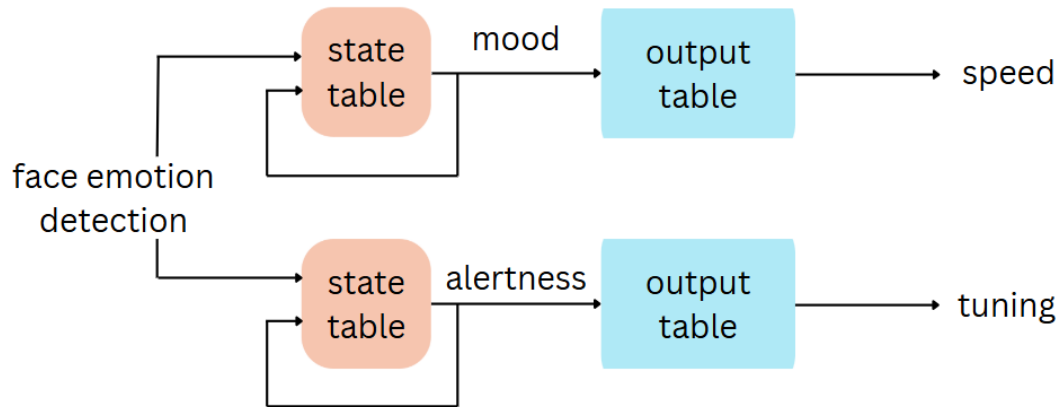 state
table
mood
output
table
speed
face emotion
detection
state
table
alertness
output
table
tuning